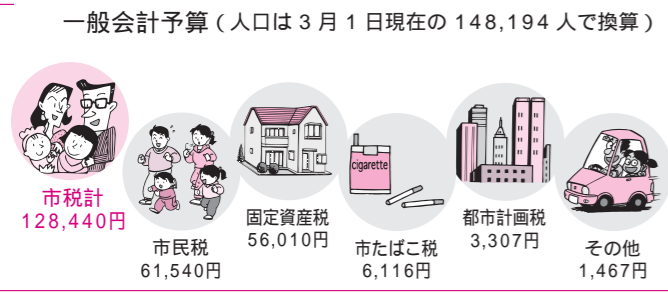 一般会計予算(人口は3月1日現在の148,194人で換算)
cigarette
市税計
128,440円
市民税
61,540円
固定資産税
56,010円
市たばこ税
6,116円
都市計画税
3,307円
その他
1,467円